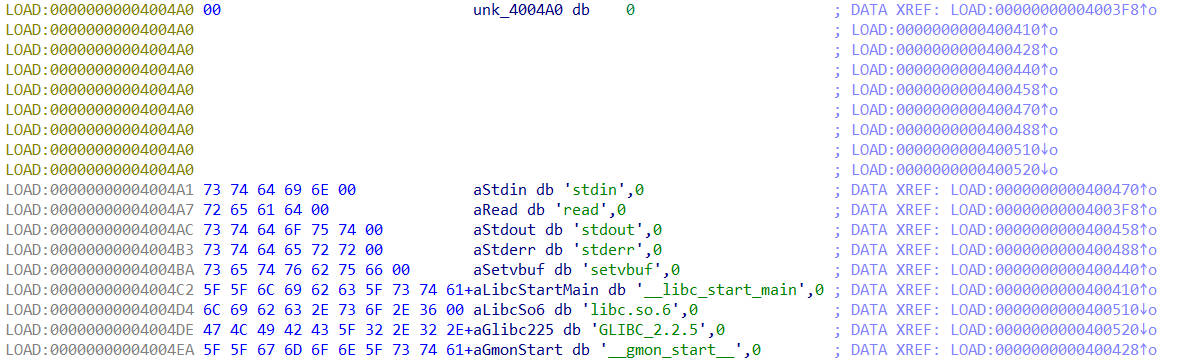 LOAD:00000000004004A0 00 unk_4004A0 db 0 ; DATA XREF: LOAD:00000000004003F8↑o
LOAD:00000000004004A0 ; LOAD:0000000000400410↑o
LOAD:00000000004004A0 ; LOAD:0000000000400428↑o
LOAD:00000000004004A0 ; LOAD:0000000000400440↑o
LOAD:00000000004004A0 ; LOAD:0000000000400458↑o
LOAD:00000000004004A0 ; LOAD:0000000000400470↑o
LOAD:00000000004004A0 ; LOAD:0000000000400488↑o
LOAD:00000000004004A0 ; LOAD:0000000000400510↓o
LOAD:00000000004004A0 ; LOAD:0000000000400520↓o
LOAD:00000000004004A1 73 74 64 69 6E 00 aStdin db 'stdin',0 ; DATA XREF: LOAD:0000000000400470↑o
LOAD:00000000004004A7 72 65 61 64 00 aRead db 'read',0 ; DATA XREF: LOAD:00000000004003F8↑o
LOAD:00000000004004AC 73 74 64 6F 75 74 00 aStdout db 'stdout',0 ; DATA XREF: LOAD:0000000000400458↑o
LOAD:00000000004004B3 73 74 64 65 72 72 00 aStderr db 'stderr',0 ; DATA XREF: LOAD:0000000000400488↑o
LOAD:00000000004004BA 73 65 74 76 62 75 66 00 aSetvbuf db 'setvbuf',0 ; DATA XREF: LOAD:0000000000400440↑o
LOAD:00000000004004C2 5F 5F 6C 69 62 63 5F 73 74 61+aLibcStartMain db '__libc_start_main',0 ; DATA XREF: LOAD:0000000000400410↑o
LOAD:00000000004004D4 6C 69 62 63 2E 73 6F 2E 36 00 aLibcSo6 db 'libc.so.6',0 ; DATA XREF: LOAD:0000000000400510↓o
LOAD:00000000004004DE 47 4C 49 42 43 5F 32 2E 32 2E+aGlibc225 db 'GLIBC_2.2.5',0 ; DATA XREF: LOAD:0000000000400520↓o
LOAD:00000000004004EA 5F 5F 67 6D 6F 6E 5F 73 74 61+aGmonStart db '__gmon_start__',0 ; DATA XREF: LOAD:0000000000400428↑o